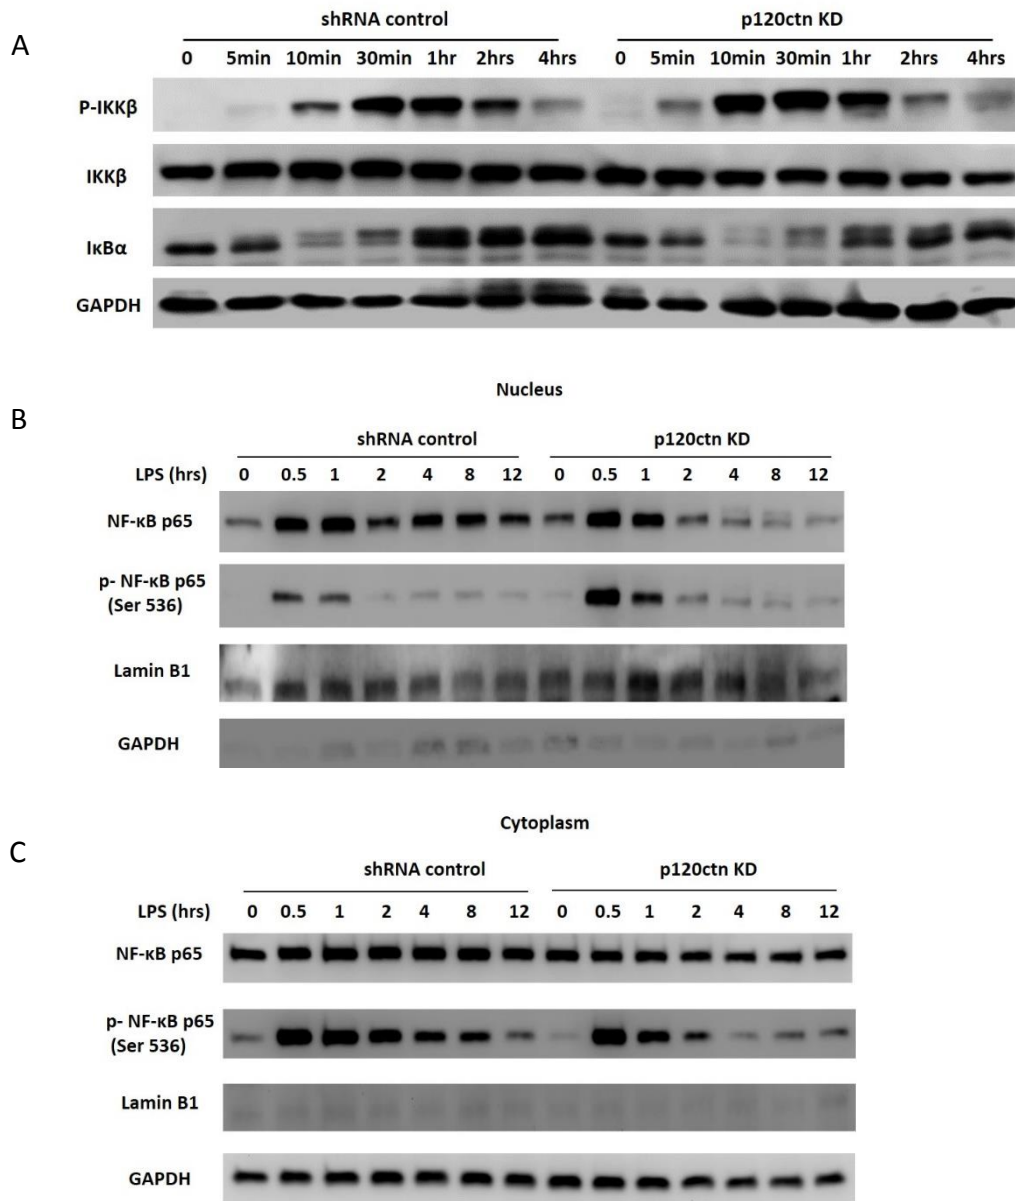 A
shRNA control p120ctn KD
0 5min 10min 30min 1hr 2hrs 4hrs 0 5min 10min 30min 1hr 2hrs 4hrs
P-IKKβ
IKKβ
IκBα
GAPDH
Nucleus
B
shRNA control p120ctn KD
LPS (hrs) 0 0.5 1 2 4 8 12 0 0.5 1 2 4 8 12
NF-κB p65
p- NF-κB p65
(Ser 536)
Lamin B1
GAPDH
Cytoplasm
C
shRNA control p120ctn KD
LPS (hrs) 0 0.5 1 2 4 8 12 0 0.5 1 2 4 8 12
NF-κB p65
p- NF-κB p65
(Ser 536)
Lamin B1
GAPDH